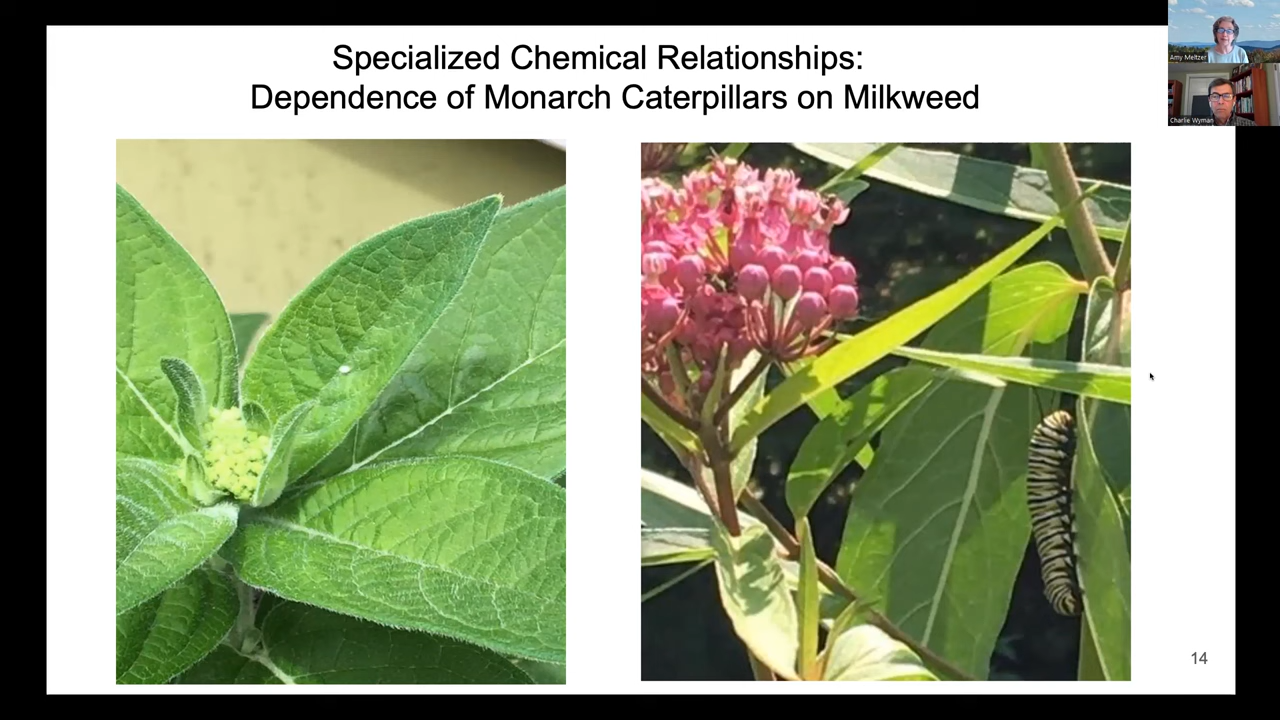 Specialized Chemical Relationships:
Dependence of Monarch Caterpillars on Milkweed
Amy Meltzer
Charlie Wyman
14